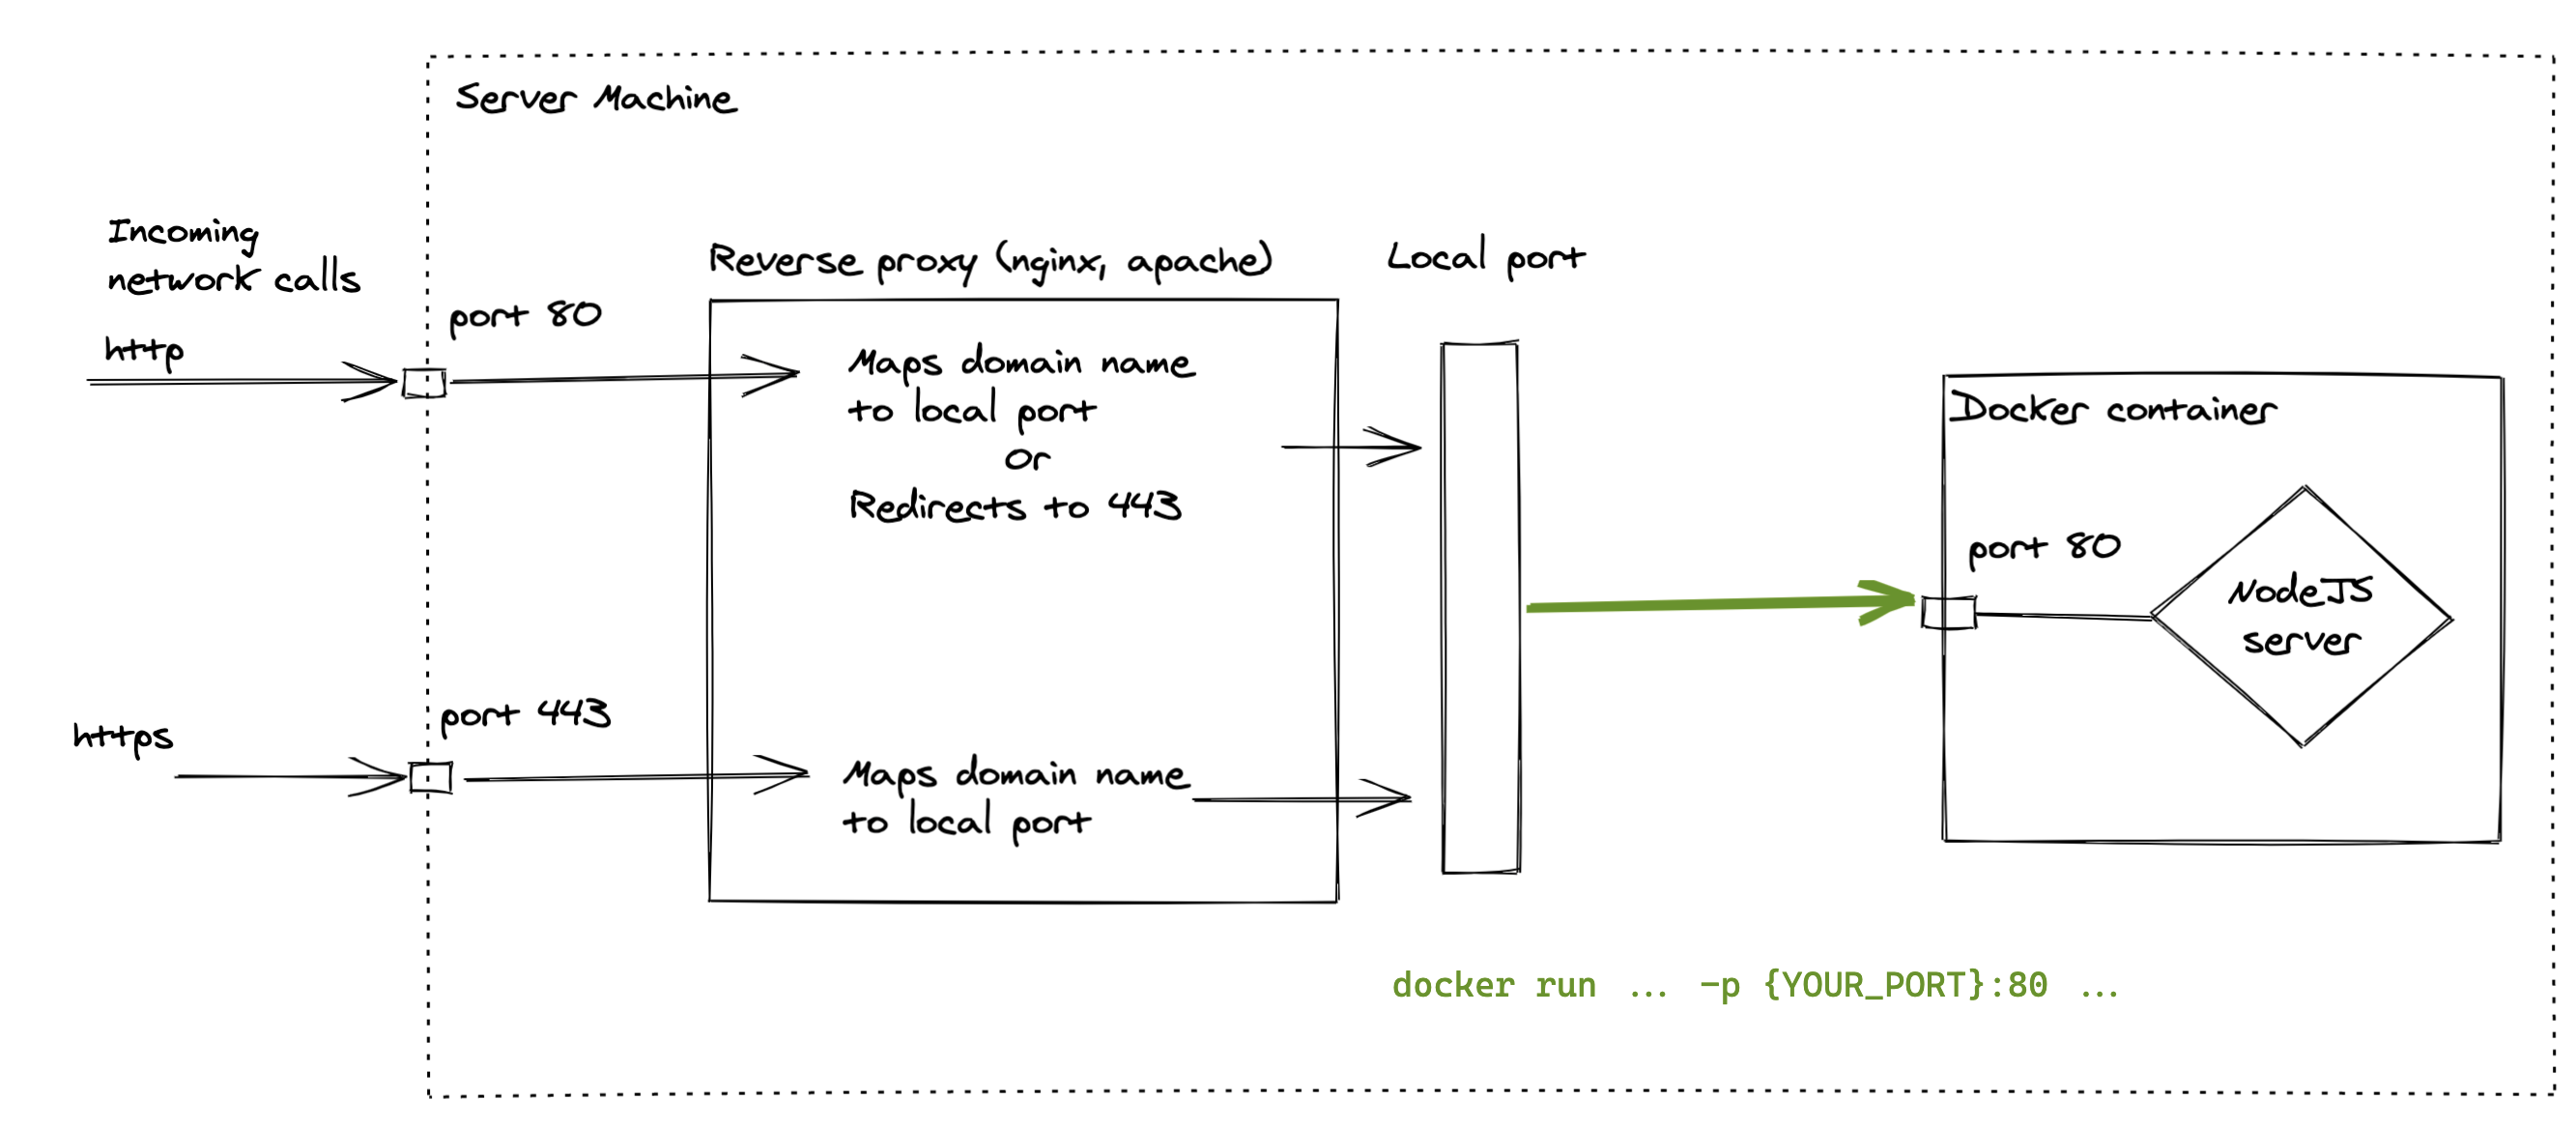 Server Machine
Incoming
network calls
http
port 80
Reverse proxy (nginx, apache)
Maps domain name
to local port
or
Redirects to 443
Local port
Docker container
port 80
NodeJS
server
https
port 443
Maps domain name
to local port
docker run ... -p {YOUR_PORT}:80 ...